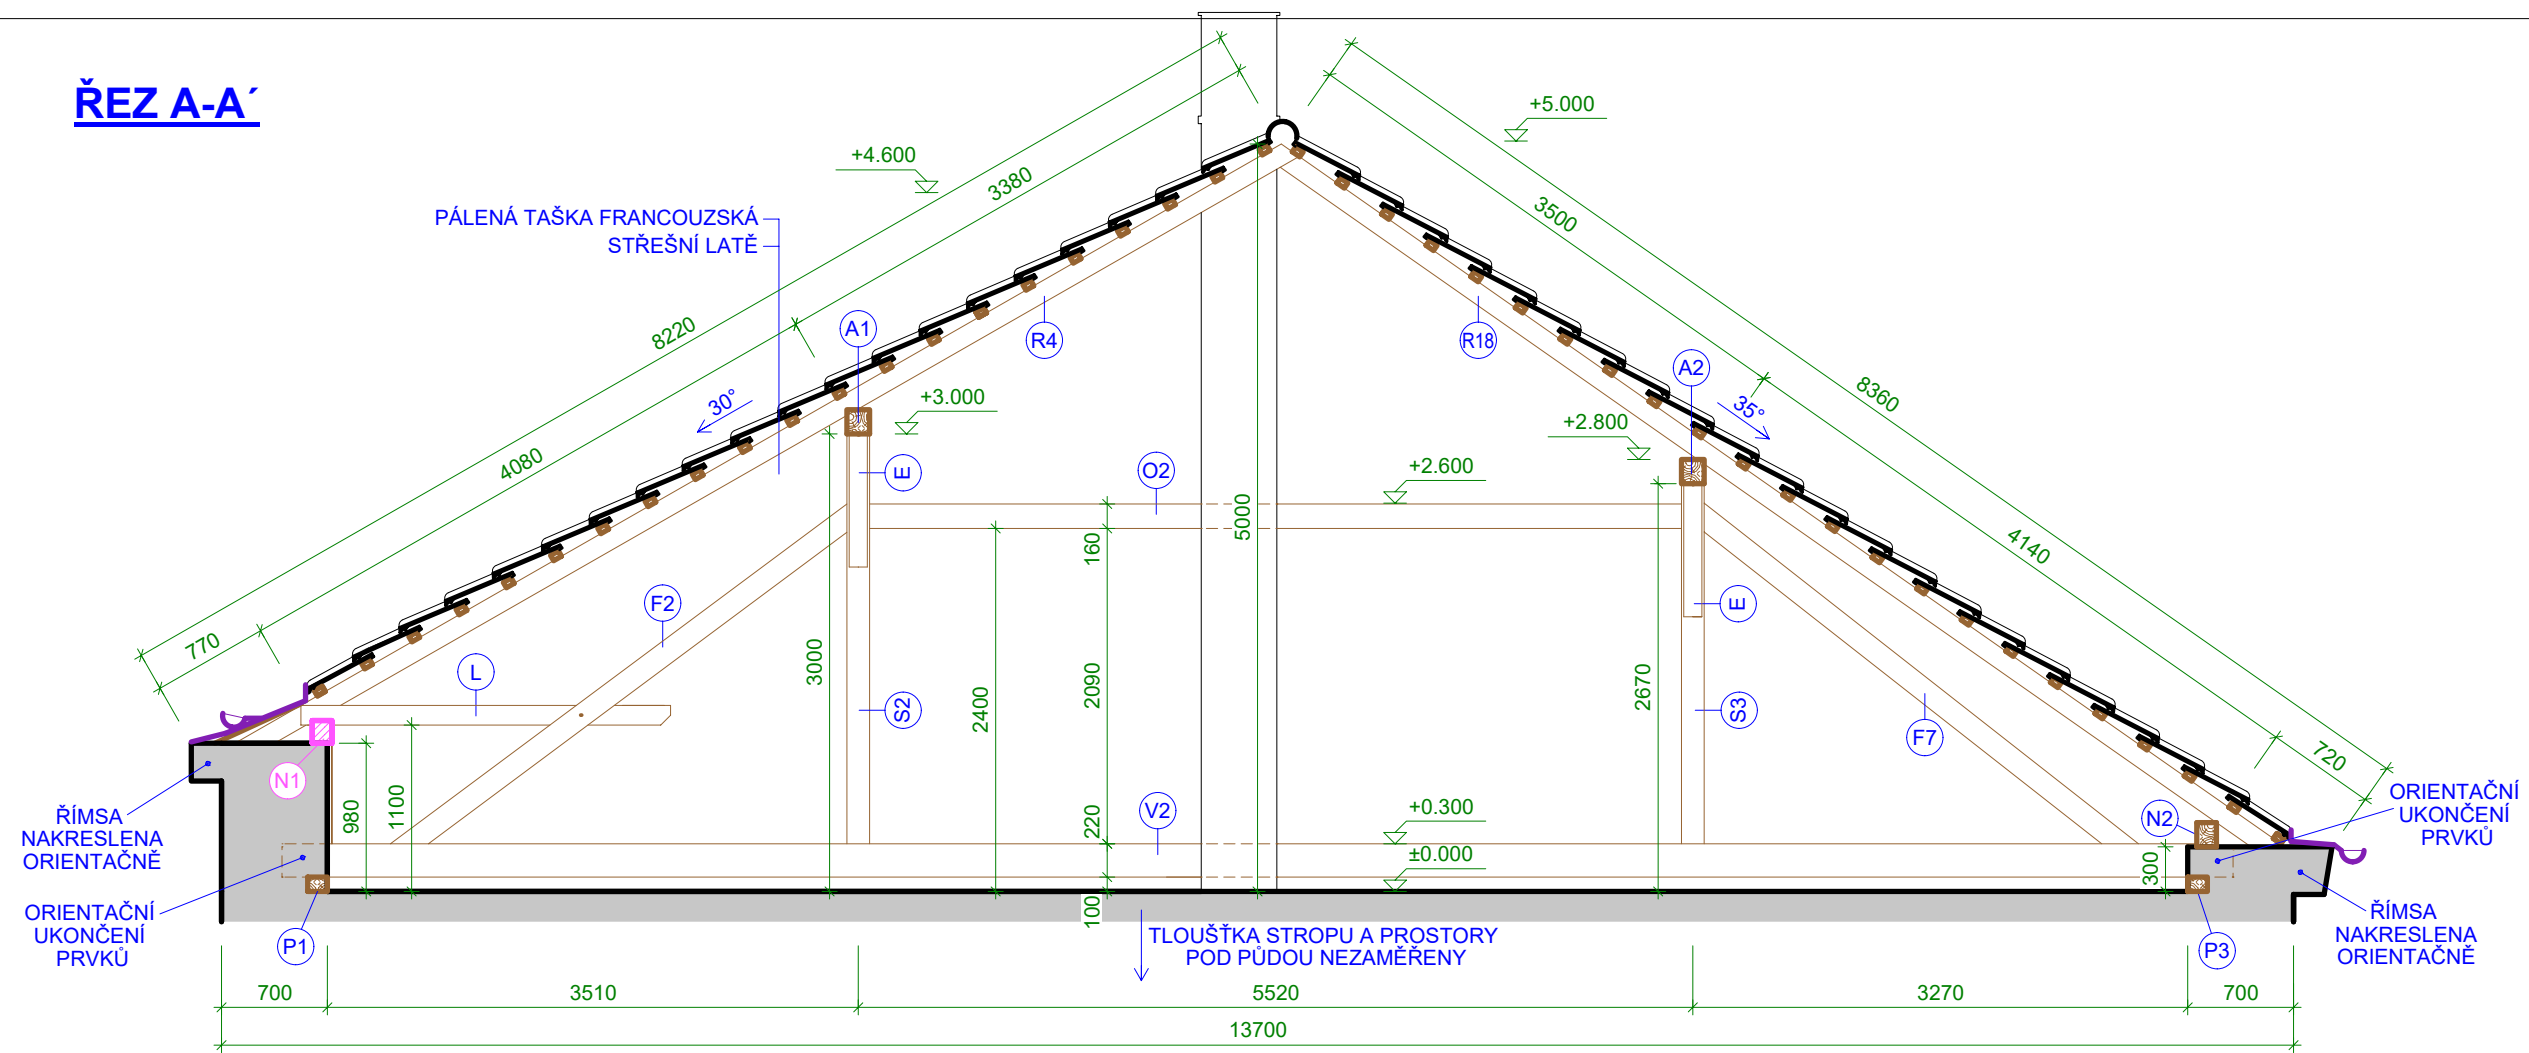 ŘEZ A-A´
+5.000
+4.600
3380
3500
PÁLENÁ TAŠKA FRANCOUZSKÁ
STŘEŠNÍ LATĚ
8220
A1
R4
R18
A2
8360
30°
35°
+3.000
+2.800
4080
E
O2
+2.600
5000
160
4140
F2
E
770
L
3000
2090
2400
2670
S2
S3
F7
720
N1
980
1100
220
V2
+0.300
±0.000
300
N2
100
ŘÍMSA
NAKRESLENA
ORIENTAČNĚ
ORIENTAČNÍ
UKONČENÍ
PRVKŮ
ORIENTAČNÍ
UKONČENÍ
PRVKŮ
P1
TLOUŠŤKA STROPU A PROSTORY
POD PŮDOU NEZAMĚŘENY
P3
ŘÍMSA
NAKRESLENA
ORIENTAČNĚ
700
3510
5520
3270
700
13700